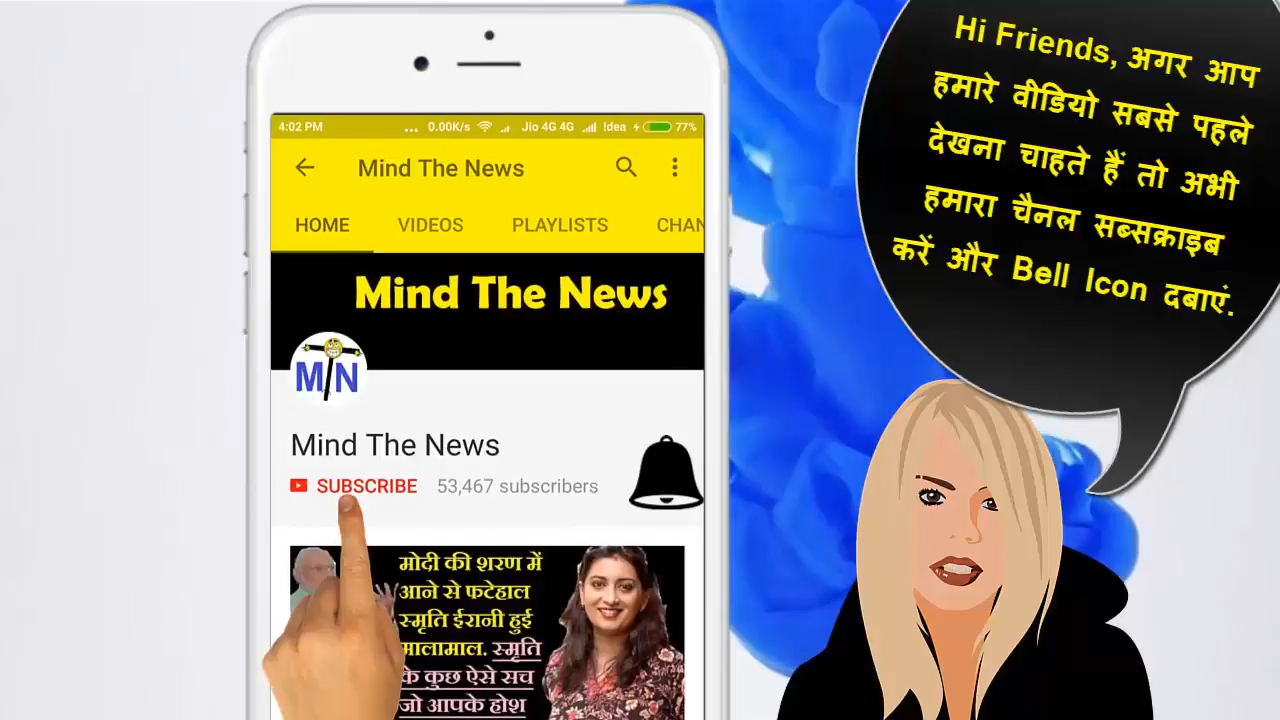 4:02 PM ... 0.00K/s Jio 4G 4G !dea 77%
Mind The News
HOME VIDEOS PLAYLISTS CHAN
Mind The News
M N
Mind The News
SUBSCRIBE 53,467 subscribers
मोदी की शरण में
आने से फटेहाल
स्मृति ईरानी हुई
मालामाल. स्मृति
के कुछ ऐसे सच
जो आपके होश
Hi Friends, अगर आप
हमारे वीडियो सबसे पहले
देखना चाहते हैं तो अभी
हमारा चैनल सब्सक्राइब
करें और Bell Icon दबाएं.